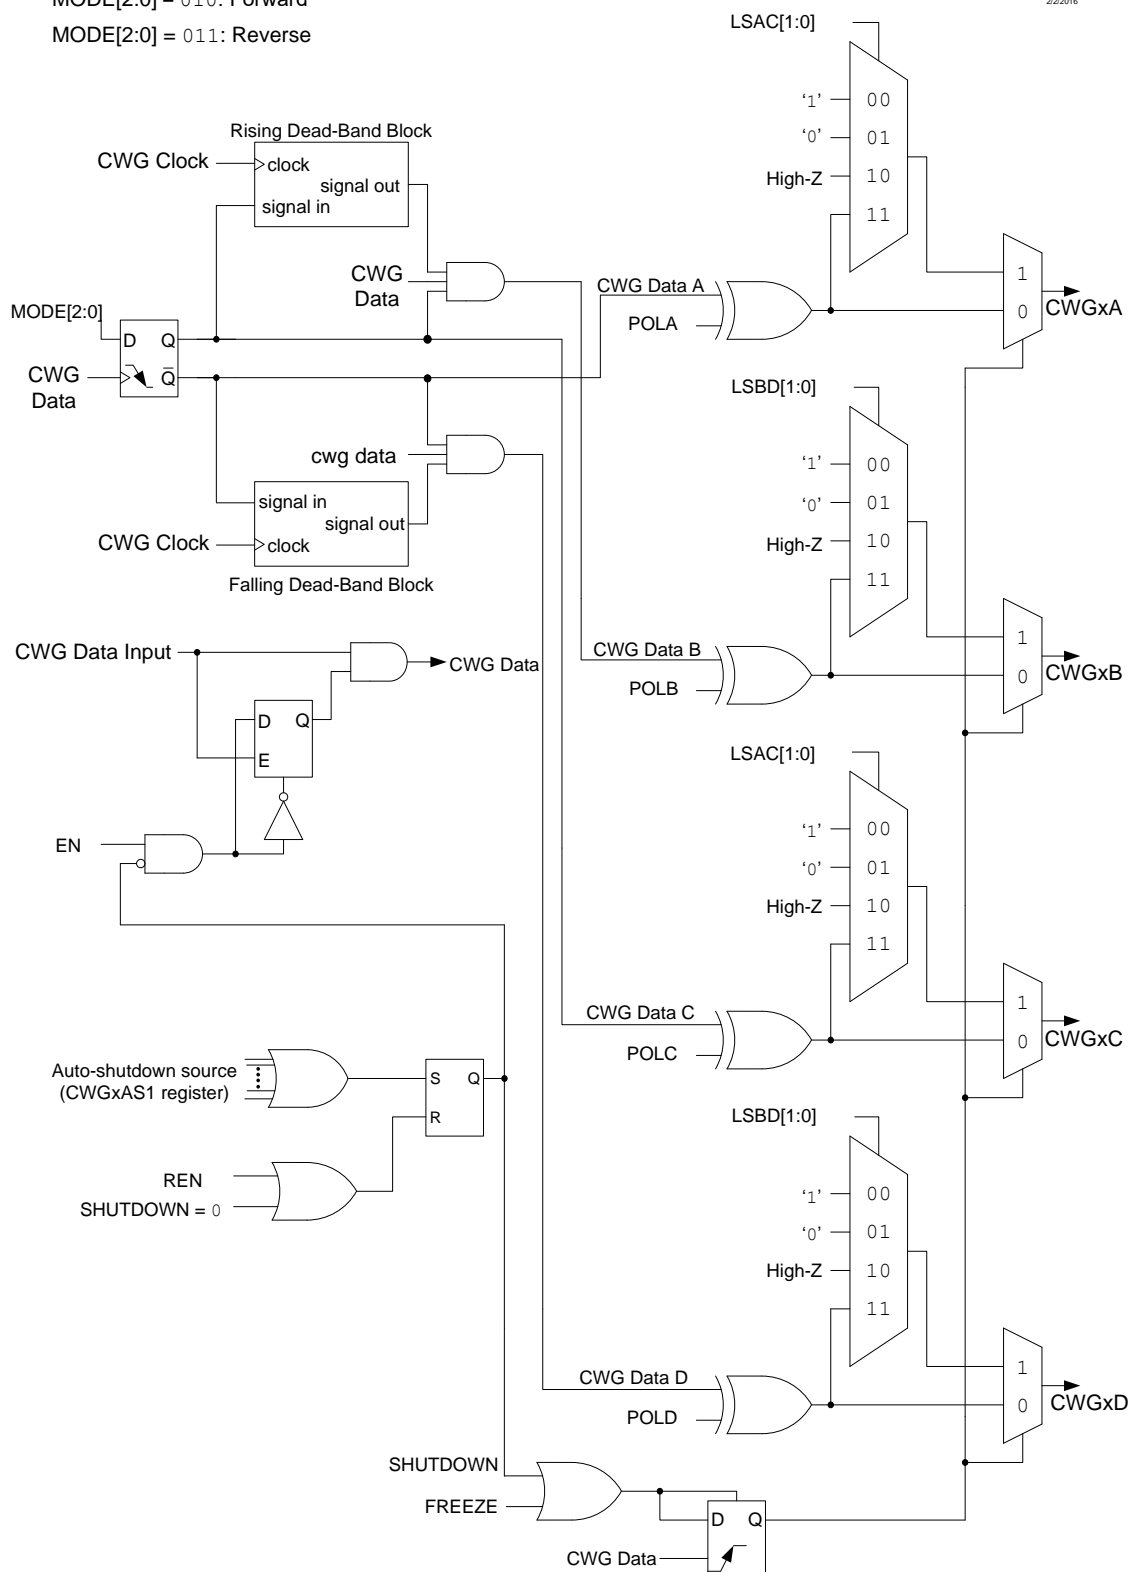 MODE[2:0] = 010: Forward
2/2/2016
MODE[2:0] = 011: Reverse
LSAC[1:0]
'1' 00
'0' 01
High-Z 10
11
Rising Dead-Band Block
CWG Clock clock
signal out
signal in
CWG
Data
CWG Data A
POLA
1
0
CWGxA
MODE[2:0]
D Q
CWG
Data
Q
LSBD[1:0]
'1' 00
'0' 01
High-Z 10
11
cwg data
signal in
signal out
CWG Clock clock
Falling Dead-Band Block
CWG Data Input
CWG Data
D Q
E
EN
CWG Data B
POLB
1
0
CWGxB
LSAC[1:0]
'1' 00
'0' 01
High-Z 10
11
CWG Data C
POLC
1
0
CWGxC
Auto-shutdown source
(CWGxAS1 register)
S Q
R
REN
SHUTDOWN = 0
LSBD[1:0]
'1' 00
'0' 01
High-Z 10
11
CWG Data D
POLD
1
0
CWGxD
SHUTDOWN
FREEZE
D Q
CWG Data